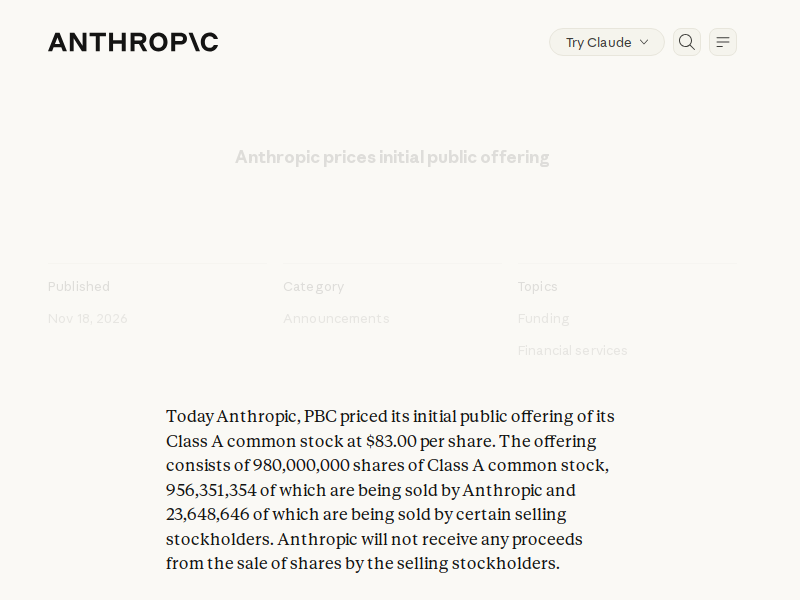 ANTHROP\C
Try Claude
Anthropic prices initial public offering
Published
Category
Topics
Nov 18, 2026
Announcements
Funding
Financial services
Today Anthropic, PBC priced its initial public offering of its
Class A common stock at $83.00 per share. The offering
consists of 980,000,000 shares of Class A common stock,
956,351,354 of which are being sold by Anthropic and
23,648,646 of which are being sold by certain selling
stockholders. Anthropic will not receive any proceeds
from the sale of shares by the selling stockholders.